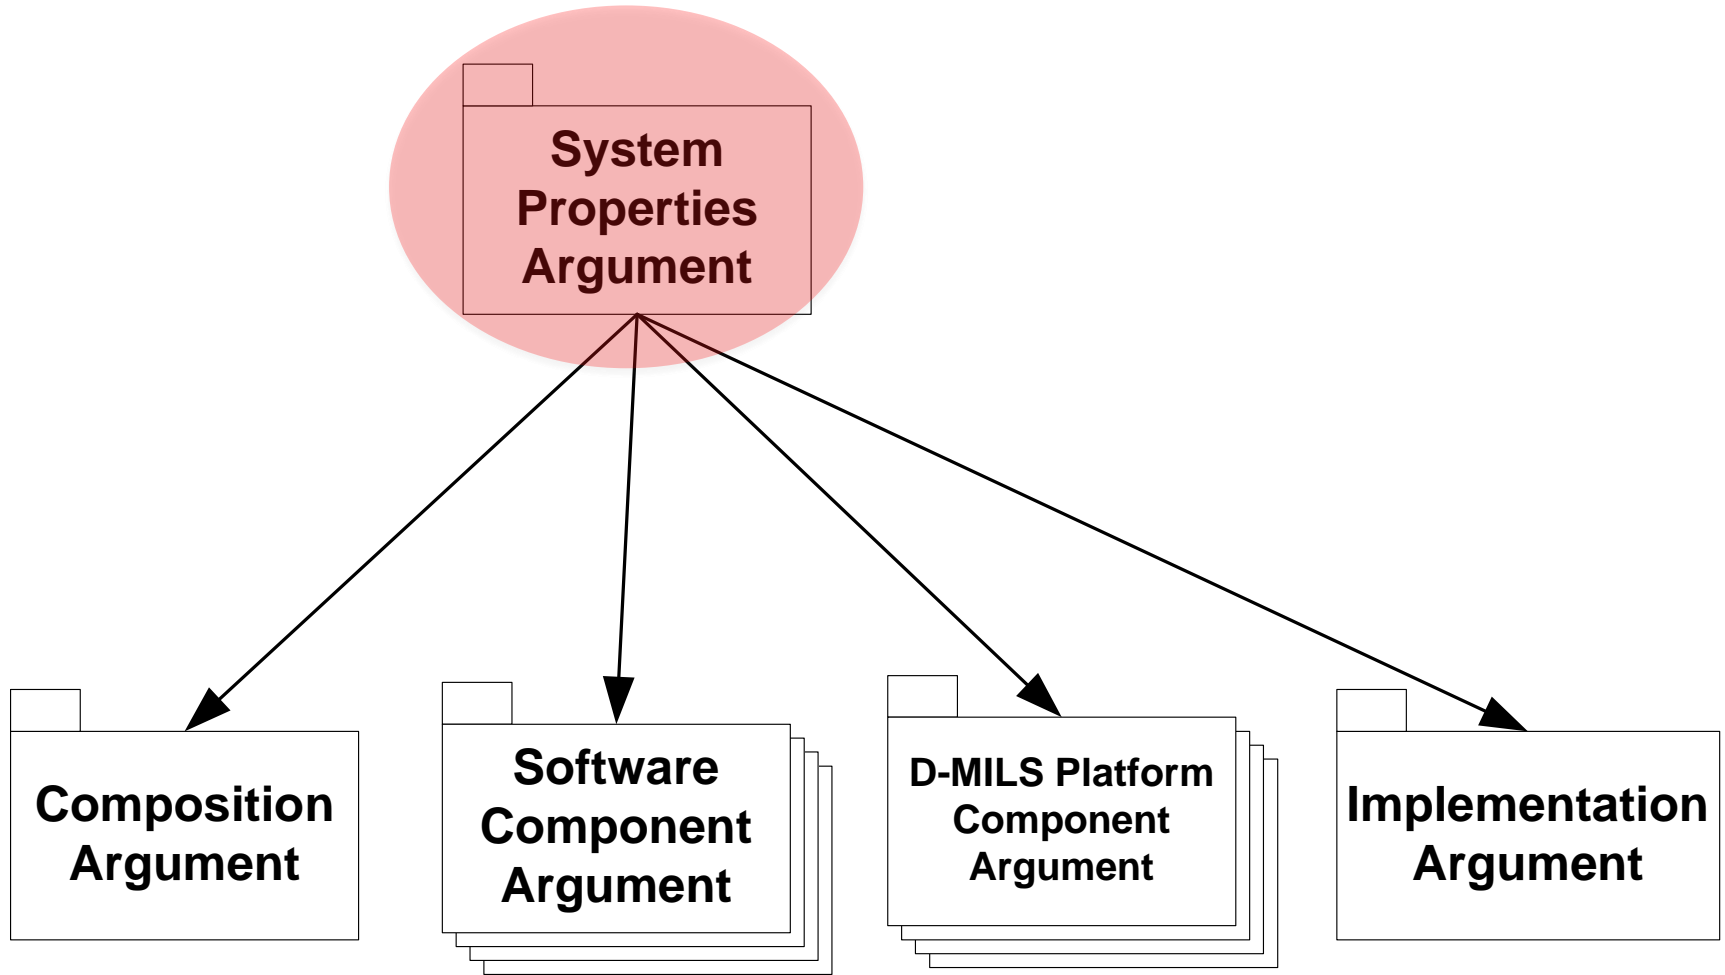 System
Properties
Argument
Composition
Argument
Software
Component
Argument
D-MILS Platform
Component
Argument
Implementation
Argument